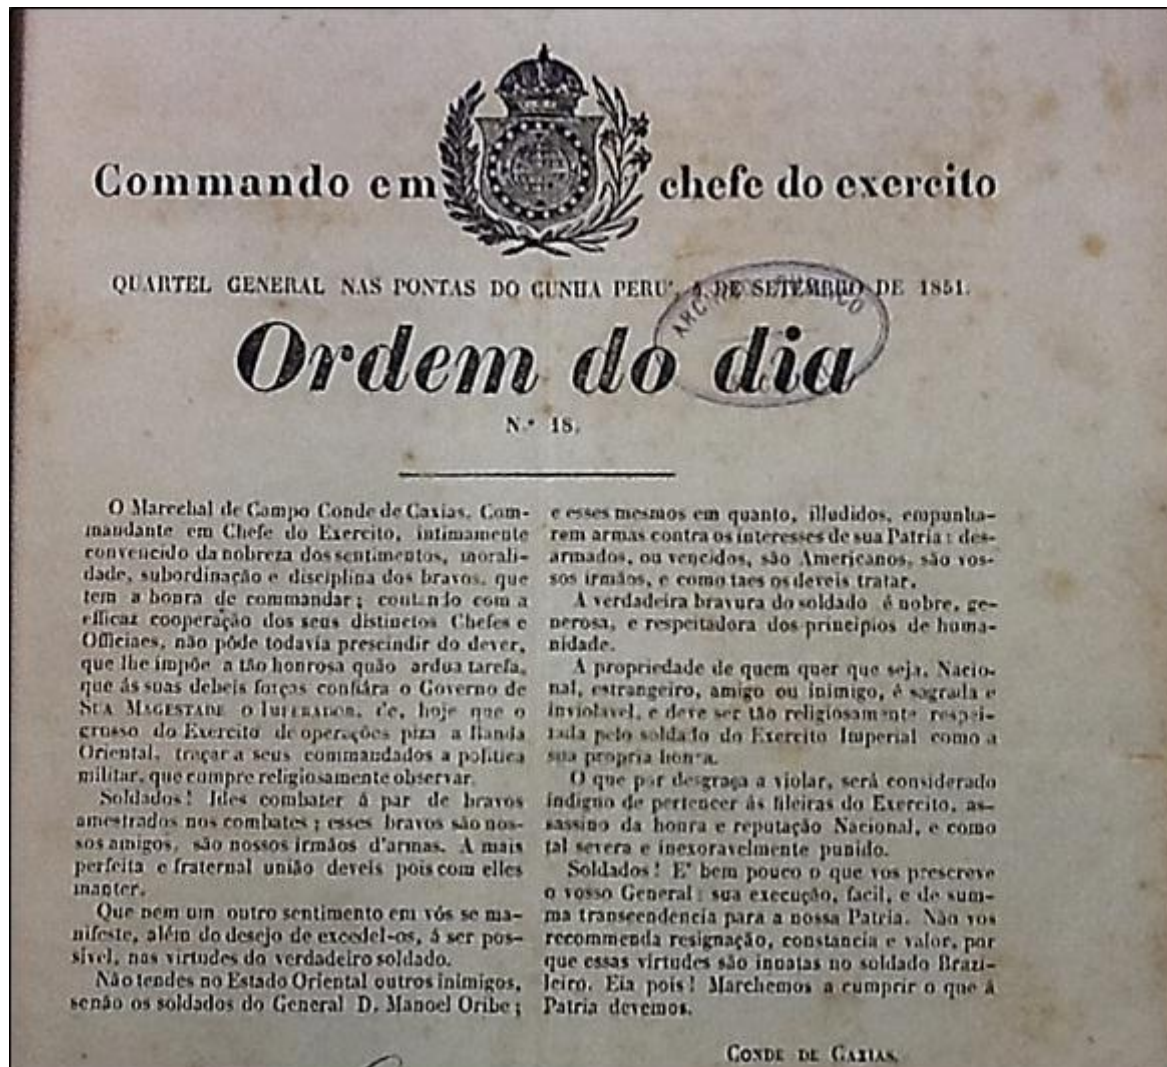 Commando em chefe do exercito
QUARTEL GENERAL NAS PONTAS DO CUNHA PERU', 4 DE SETEMBRO DE 1851.
ARCHIVO PUBLICO
Ordem do dia
N.º 18.
O Marechal de Campo Conde de Caxias, Com-
mandante em Chefe do Exercito, intimamente
convencido da nobreza dos sentimentos, morali-
dade, subordinação e disciplina dos bravos, que
tem a honra de commandar; contando com a
efficaz cooperação dos seus distinctos Chefes e
Officiaes, não póde todavia prescindir do dever,
que lhe impõe a tão honrosa quão ardua tarefa,
que ás suas debeis forças confiára o Governo de
SUA MAGESTADE O IMPERADOR, de, hoje que o
grosso do Exercito de operações piza a Banda
Oriental, traçar a seus commandados a politica
militar, que cumpre religiosamente observar.
Soldados! Ides combater á par de bravos
amestrados nos combates; esses bravos são nos-
sos amigos, são nossos irmãos d'armas. A mais
perfeita e fraternal união deveis pois com elles
manter.
Que nem um outro sentimento em vós se ma-
nifeste, além do desejo de excedel-os, á ser pos-
sivel, nas virtudes do verdadeiro soldado.
Não tendes no Estado Oriental outros inimigos,
senão os soldados do General D. Manoel Oribe;
e esses mesmos em quanto, illudidos, empunha-
rem armas contra os interesses de sua Patria: des-
armados, ou vencidos, são Americanos, são vos-
sos irmãos, e como taes os deveis tratar.
A verdadeira bravura do soldado é nobre, ge-
nerosa, e respeitadora dos principios de huma-
nidade.
A propriedade de quem quer que seja, Nacio-
nal, estrangeiro, amigo ou inimigo, é sagrada e
inviolavel, e deve ser tão religiosamente respei-
tada pelo soldado do Exercito Imperial como a
sua propria honra.
O que por desgraça a violar, será considerado
indigno de pertencer ás fileiras do Exercito, as-
sassino da honra e reputação Nacional, e como
tal severa e inexoravelmente punido.
Soldados! E' bem pouco o que vos prescreve
o vosso General: sua execução, facil, e de sum-
ma transcendencia para a nossa Patria. Não vos
recommenda resignação, constancia e valor, por
que essas virtudes são innatas no soldado Brazi-
leiro. Eia pois! Marchemos a cumprir o que á
Patria devemos.
CONDE DE CAXIAS.